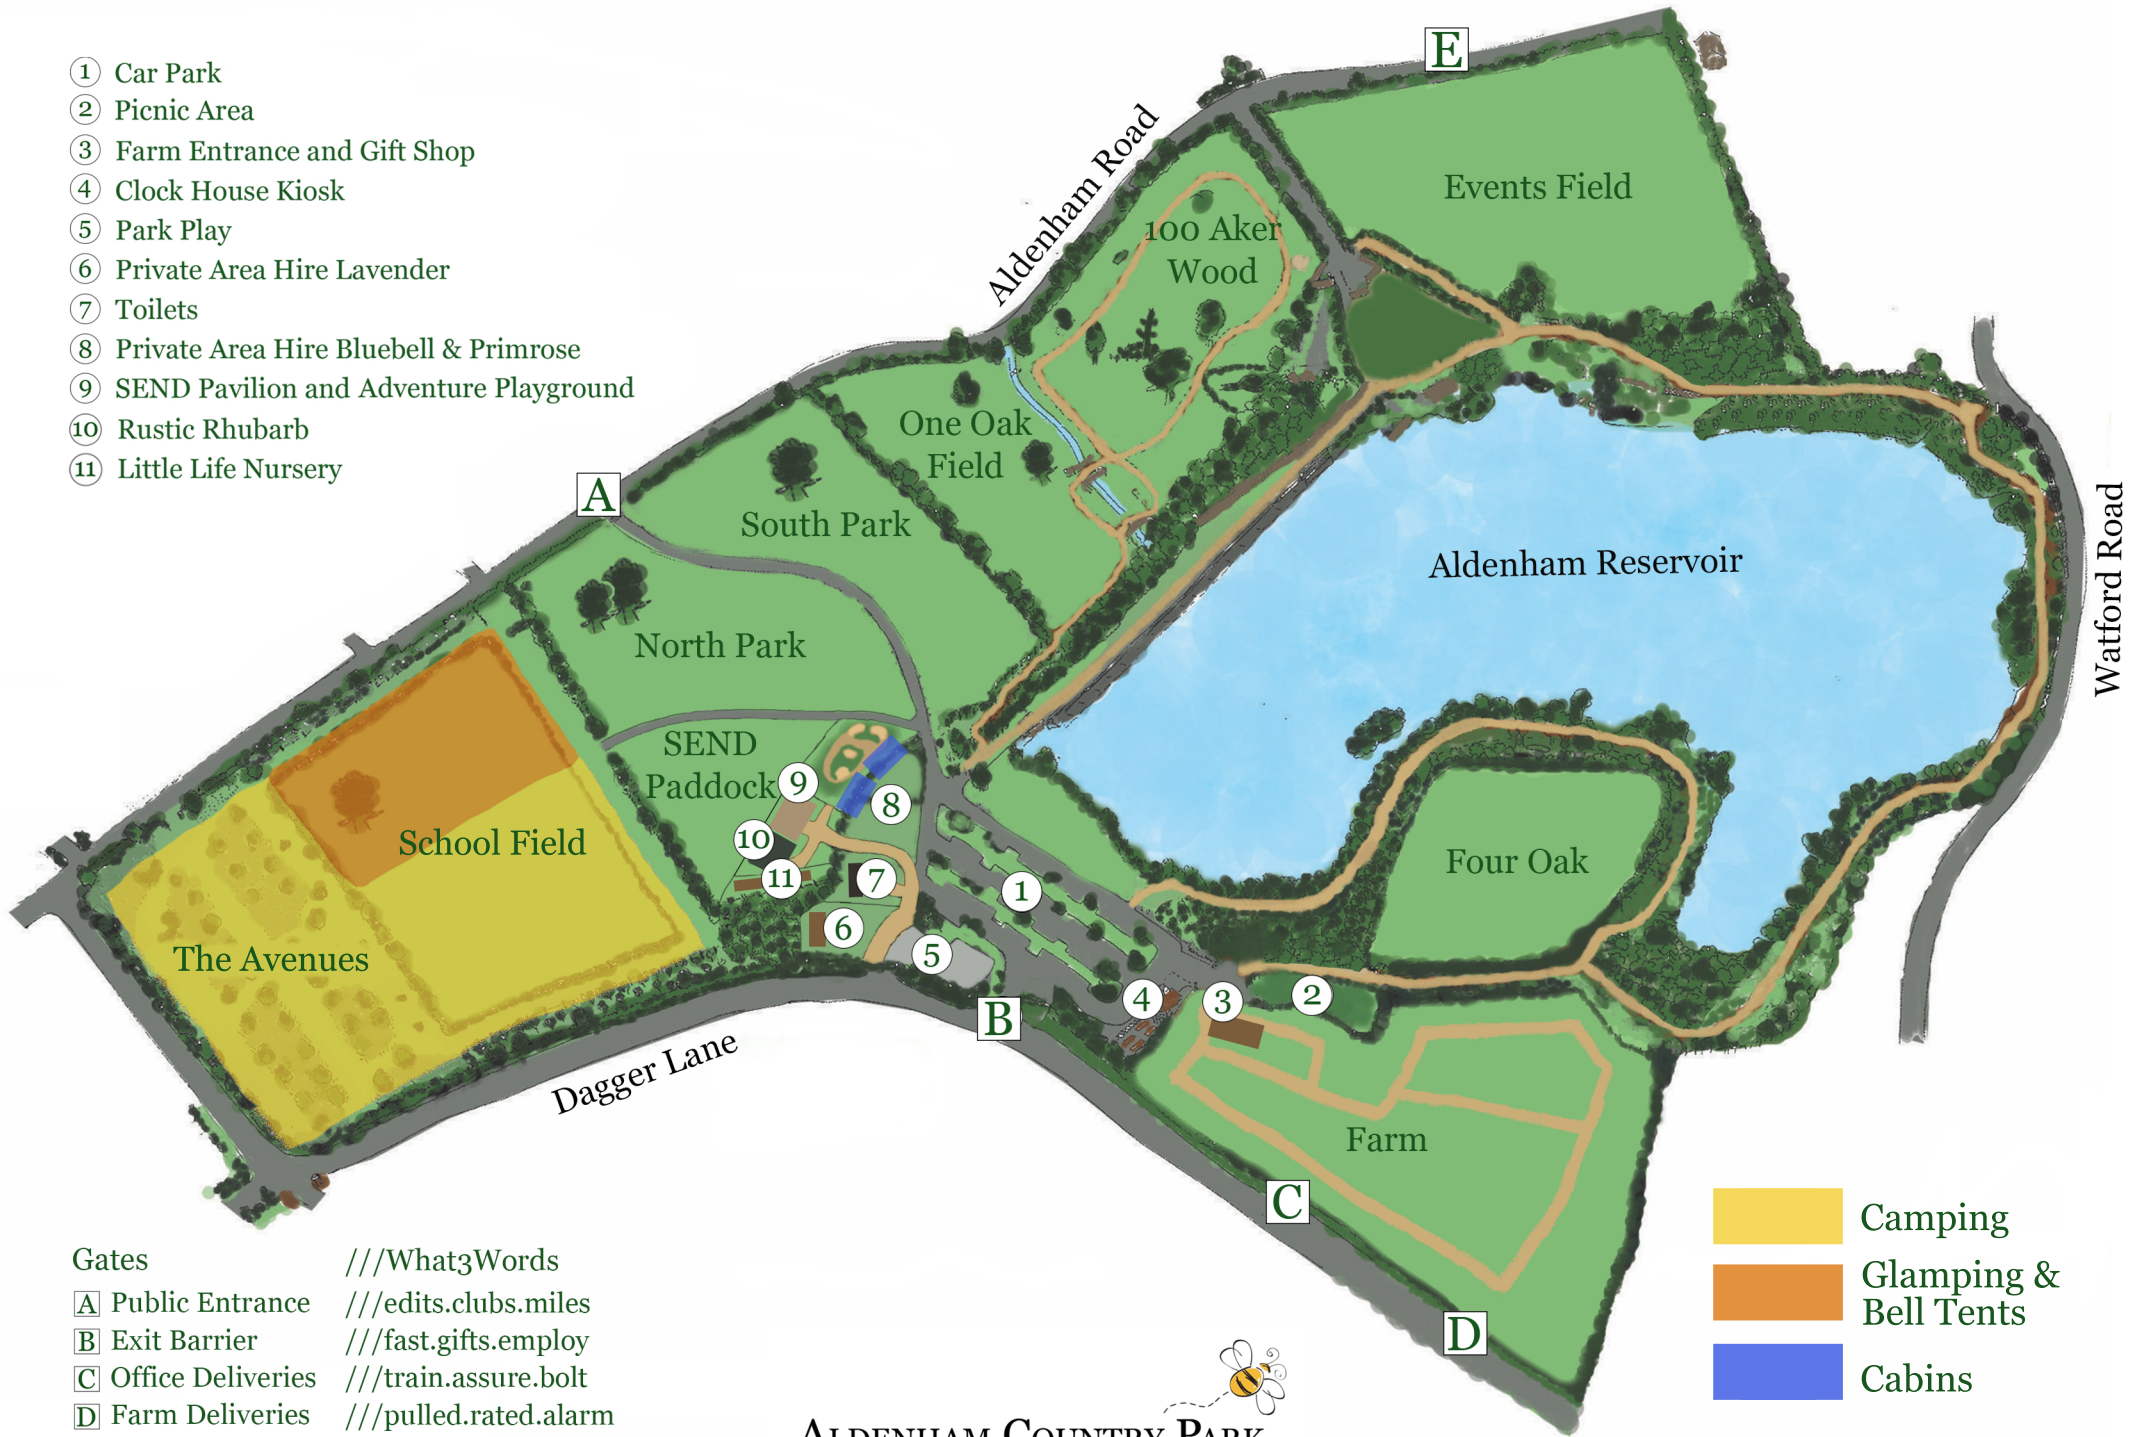 1 Car Park
2 Picnic Area
3 Farm Entrance and Gift Shop
4 Clock House Kiosk
5 Park Play
6 Private Area Hire Lavender
7 Toilets
8 Private Area Hire Bluebell & Primrose
9 SEND Pavilion and Adventure Playground
10 Rustic Rhubarb
11 Little Life Nursery
E
Aldenham Road
Events Field
100 Aker
Wood
One Oak
Field
A
South Park
Aldenham Reservoir
Watford Road
North Park
SEND
Paddock
9
8
10
School Field
11
7
1
Four Oak
6
5
The Avenues
4
3
2
B
Dagger Lane
Farm
C
D
Gates ///What3Words
A Public Entrance ///edits.clubs.miles
B Exit Barrier ///fast.gifts.employ
C Office Deliveries ///train.assure.bolt
D Farm Deliveries ///pulled.rated.alarm
Camping
Glamping &
Bell Tents
Cabins
ALDENHAM COUNTRY PARK